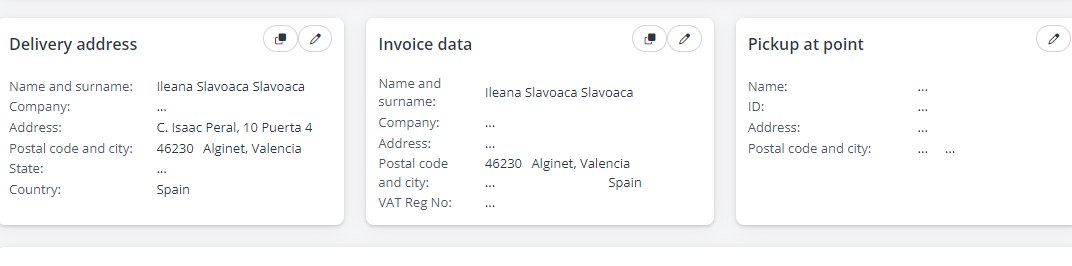 Delivery address
Name and surname: Ileana Slavoaca Slavoaca
Company: ...
Address: C. Isaac Peral, 10 Puerta 4
Postal code and city: 46230 Alginet, Valencia
State: ...
Country: Spain
Invoice data
Name and
surname: Ileana Slavoaca Slavoaca
Company: ...
Address: ...
Postal code 46230 Alginet, Valencia
and city: ... Spain
VAT Reg No: ...
Pickup at point
Name: ...
ID: ...
Address: ...
Postal code and city: ... ...